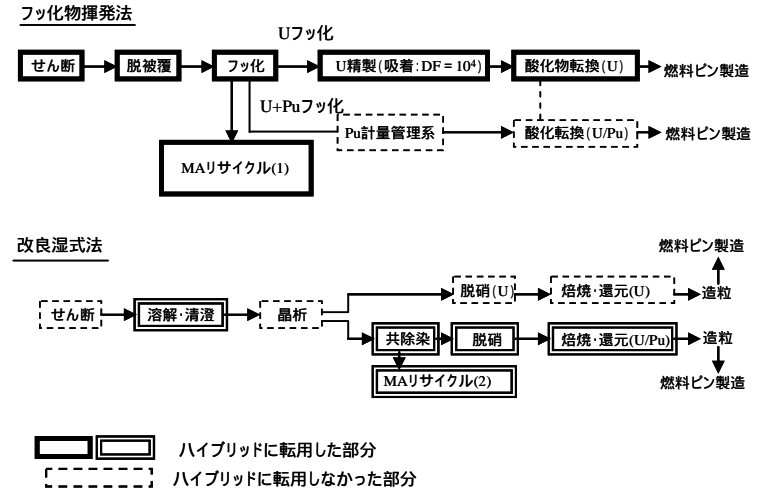 フッ化物揮発法
Uフッ化
せん断
脱被覆
フッ化
U精製(吸着:DF = 10⁴)
酸化物転換(U)
燃料ピン製造
U+Puフッ化
Pu計量管理系
酸化転換(U/Pu)
燃料ピン製造
MAリサイクル(1)
改良湿式法
燃料ピン製造
脱硝(U)
焙焼·還元(U)
造粒
せん断
溶解·清澄
晶析
共除染
脱硝
焙焼·還元(U/Pu)
造粒
MAリサイクル(2)
燃料ピン製造
ハイブリッドに転用した部分
ハイブリッドに転用しなかった部分